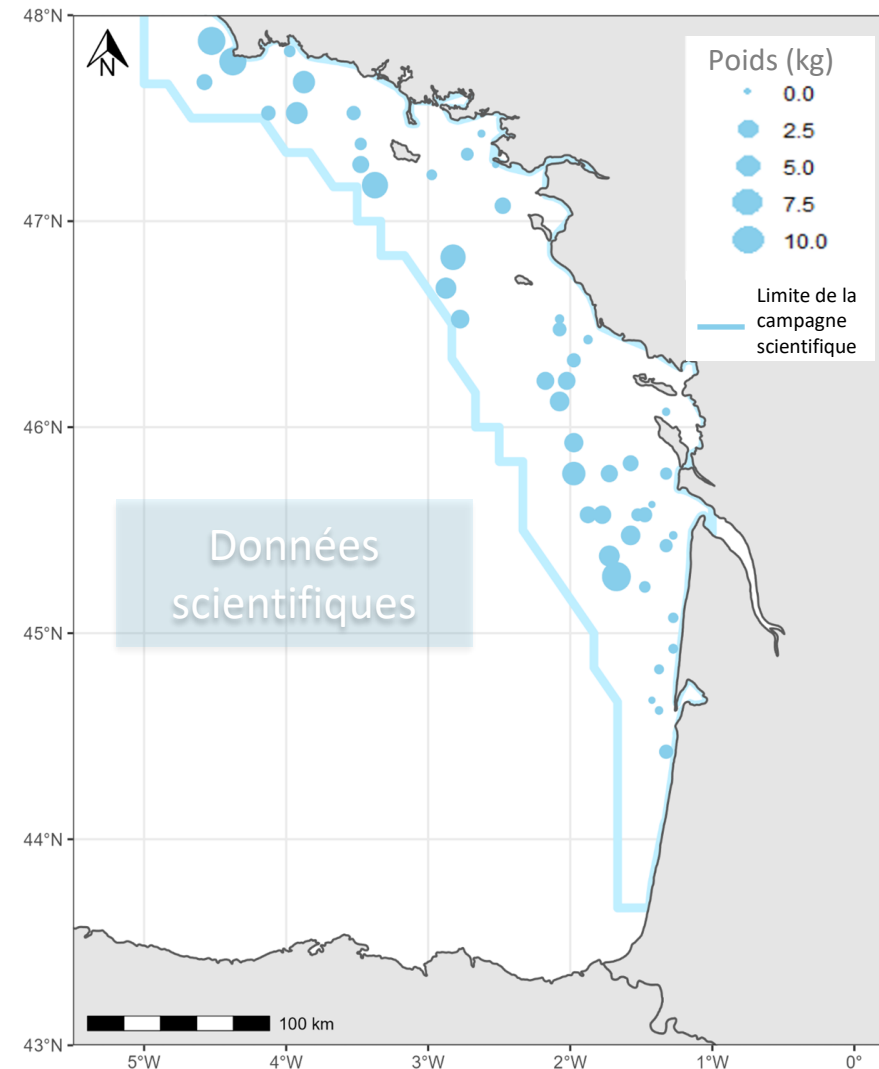 48°N
47°N
46°N
45°N
44°N
43°N
N
Poids (kg)
0.0
2.5
5.0
7.5
10.0
Limite de la
campagne
scientifique
Données
scientifiques
100 km
5°W
4°W
3°W
2°W
1°W
0°